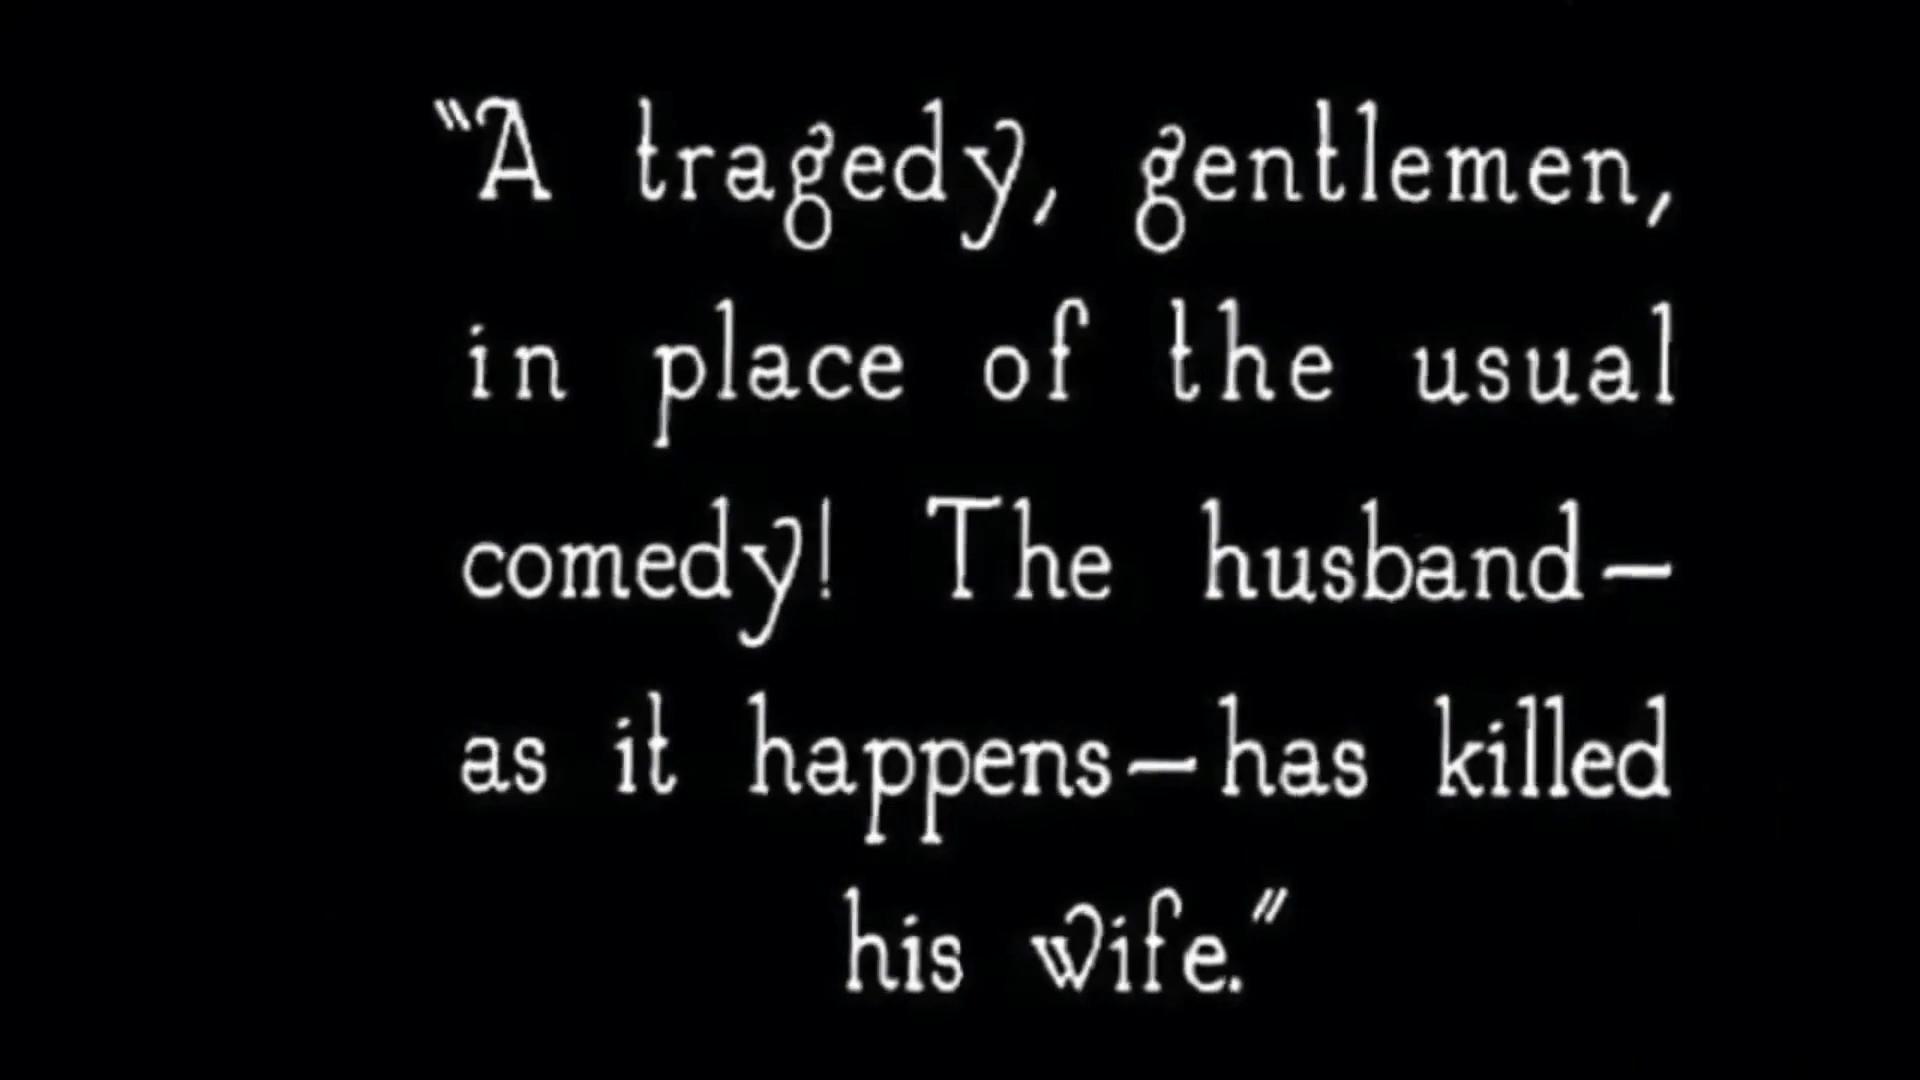 "A tragedy, gentlemen,
in place of the usual
comedy! The husband—
as it happens—has killed
his wife."